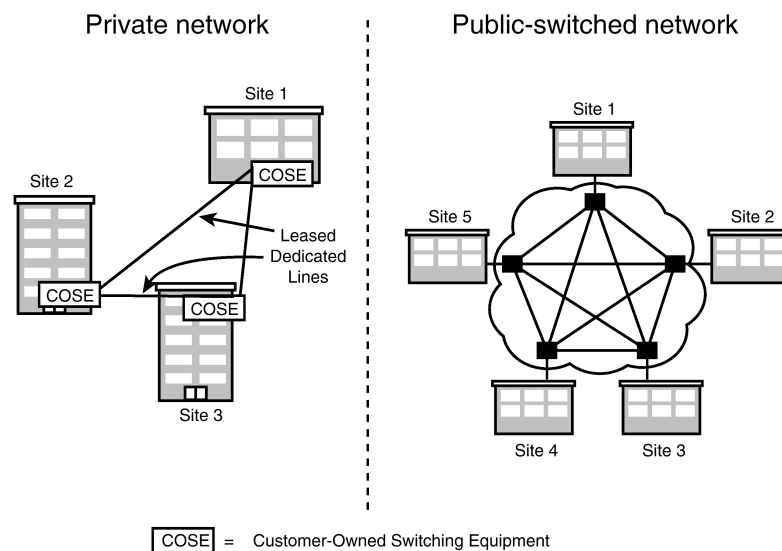 Private network
Public-switched network
Site 1
COSE
Site 2
COSE
Leased
Dedicated
Lines
COSE
Site 3
Site 1
Site 5
Site 2
Site 4
Site 3
COSE = Customer-Owned Switching Equipment